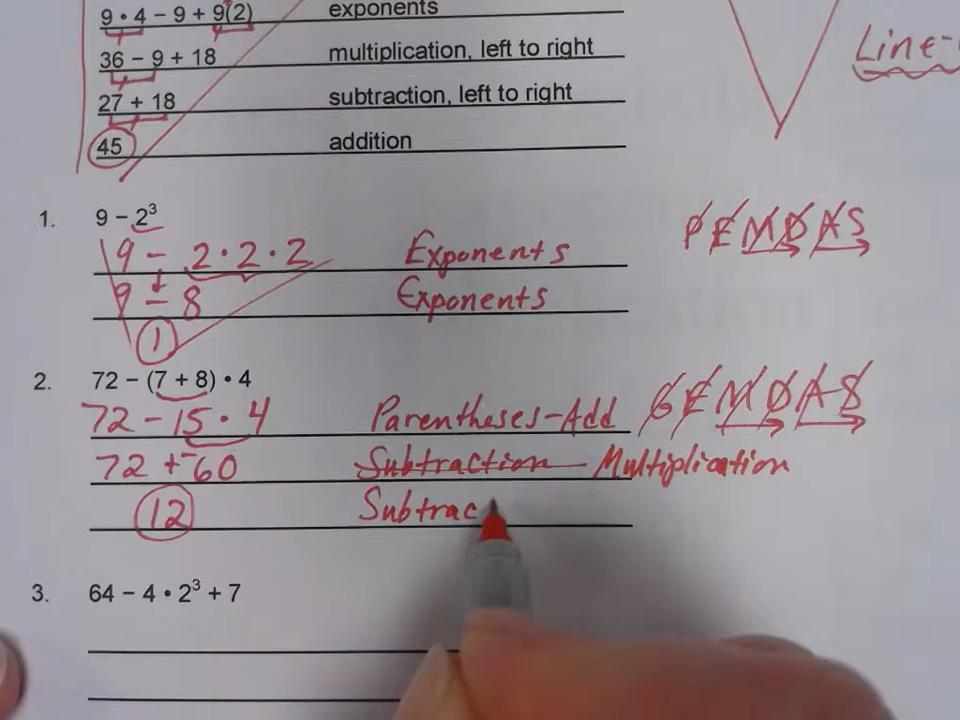 9 • 4 − 9 + 9(2) exponents
36 − 9 + 18 multiplication, left to right
Line-
27 + 18 subtraction, left to right
45 addition
1. 9 − 2³
PEMDAS
9 − 2 · 2 · 2 Exponents
9 − 8 Exponents
1
2. 72 − (7 + 8) • 4
72 − 15 · 4 Parentheses-Add GEMDAS
72 +⁻60 Subtraction Multiplication
12 Subtrac
3. 64 − 4 • 2³ + 7